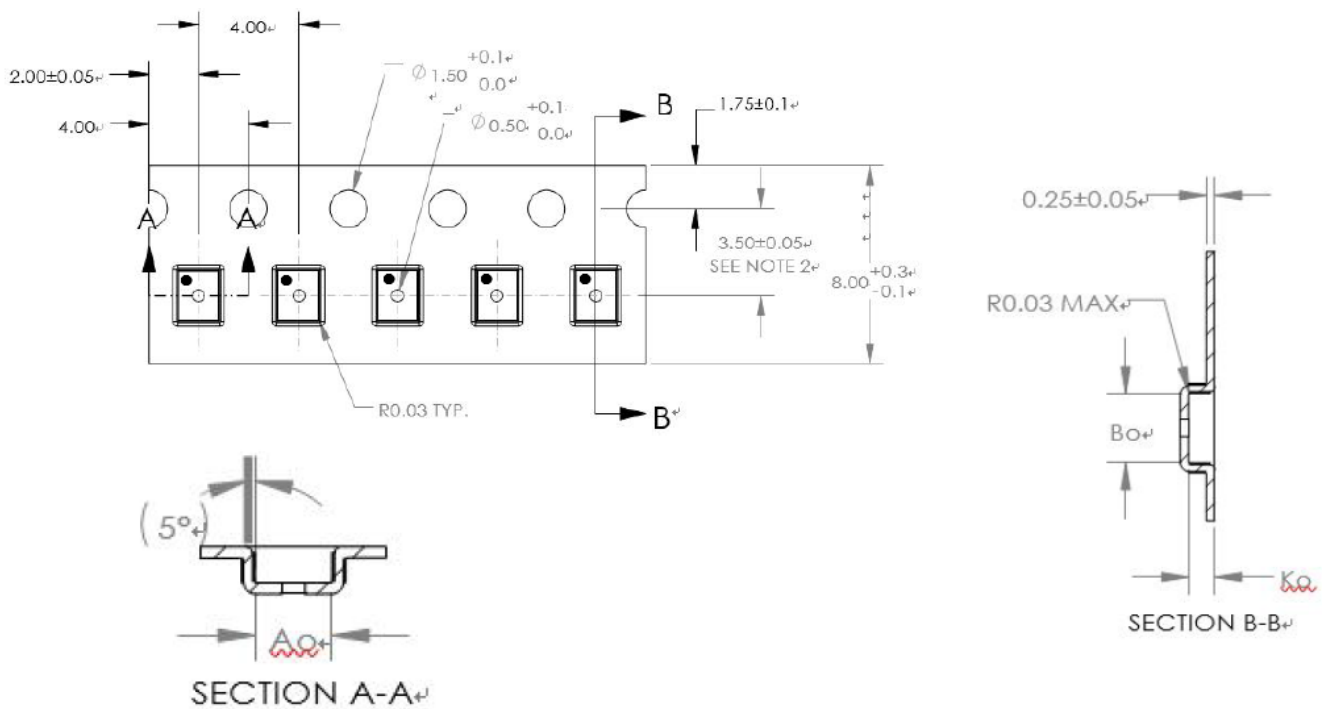 4.00
2.00±0.05
4.00
Ø1.50 +0.1 0.0
Ø0.50 +0.1 0.0
B
1.75±0.1
A
A
3.50±0.05
SEE NOTE 2
8.00 +0.3 -0.1
R0.03 TYP.
B
0.25±0.05
R0.03 MAX
Bo
Ko
SECTION B-B
(5°)
Ao
SECTION A-A